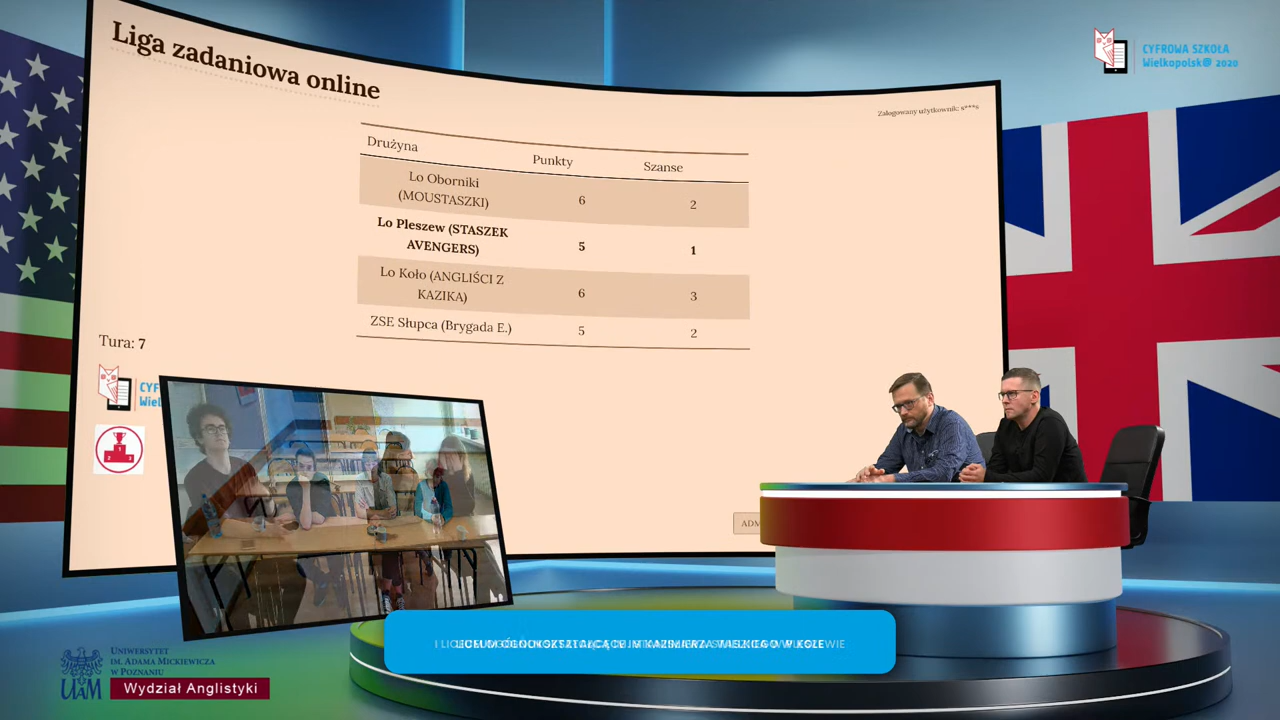 Liga zadaniowa online
CYFROWA SZKOŁA
Wielkopolsk@ 2020
Zalogowany użytkownik: s***s
Drużyna Punkty Szanse
Lo Oborniki
(MOUSTASZKI) 6 2
Lo Pleszew (STASZEK
AVENGERS) 5 1
Lo Koło (ANGLIŚCI Z
KAZIKA) 6 3
ZSE Słupca (Brygada E.) 5 2
Tura: 7
UNIWERSYTET
IM. ADAMA MICKIEWICZA
W POZNANIU
UAM
Wydział Anglistyki